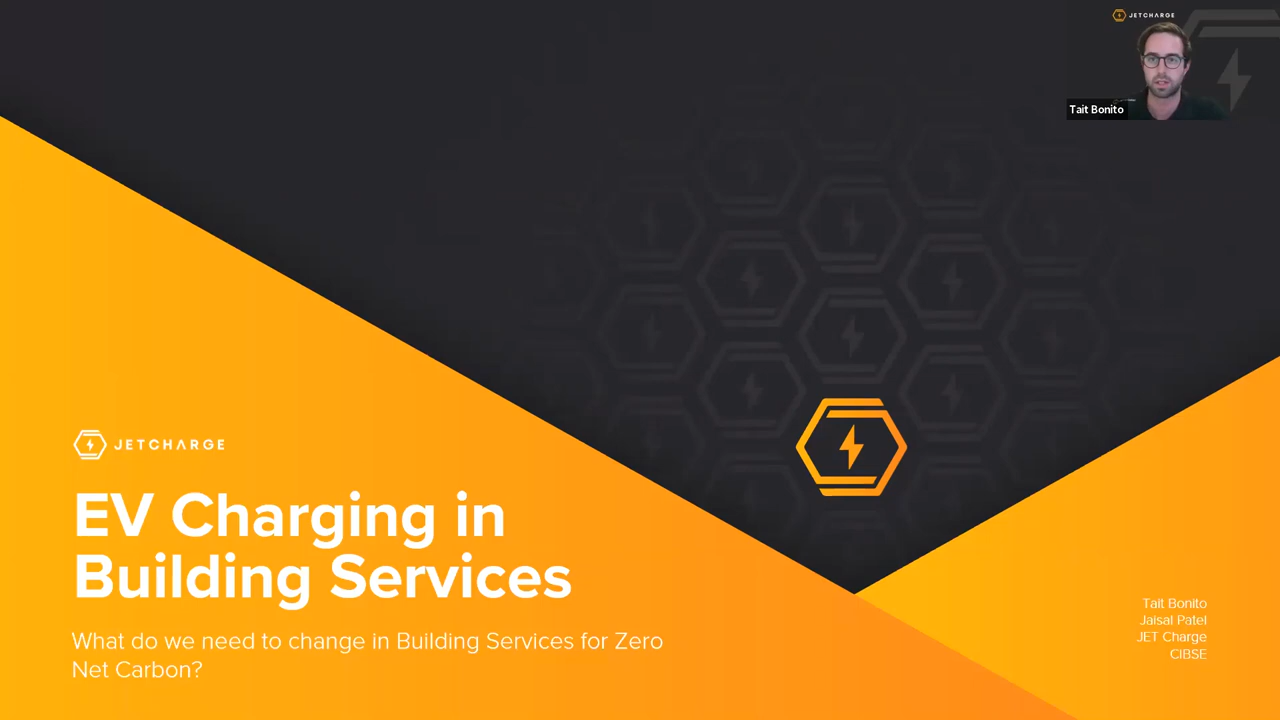 JETCHARGE
Tait Bonito
JETCHARGE
EV Charging in
Building Services
What do we need to change in Building Services for Zero
Net Carbon?
Tait Bonito
Jaisal Patel
JET Charge
CIBSE